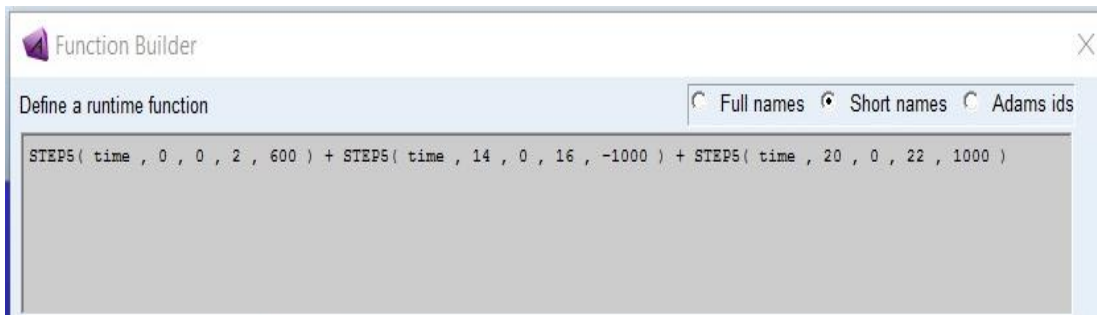 Function Builder
Define a runtime function Full names Short names Adams ids
STEP5( time , 0 , 0 , 2 , 600 ) + STEP5( time , 14 , 0 , 16 , -1000 ) + STEP5( time , 20 , 0 , 22 , 1000 )